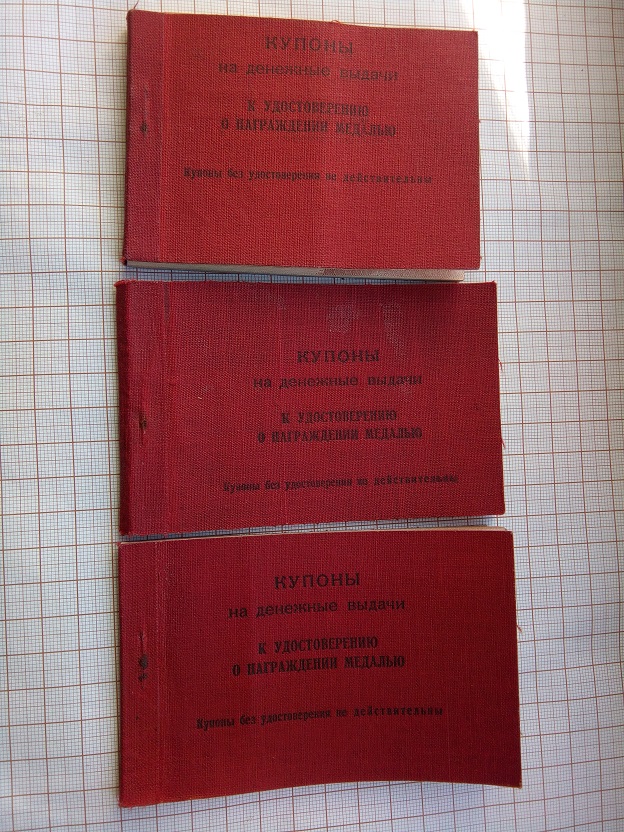 КУПОНЫ
на денежные выдачи
К УДОСТОВЕРЕНИЮ
О НАГРАЖДЕНИИ МЕДАЛЬЮ
Купоны без удостоверения не действительны
КУПОНЫ
на денежные выдачи
К УДОСТОВЕРЕНИЮ
О НАГРАЖДЕНИИ МЕДАЛЬЮ
Купоны без удостоверения не действительны
КУПОНЫ
на денежные выдачи
К УДОСТОВЕРЕНИЮ
О НАГРАЖДЕНИИ МЕДАЛЬЮ
Купоны без удостоверения не действительны